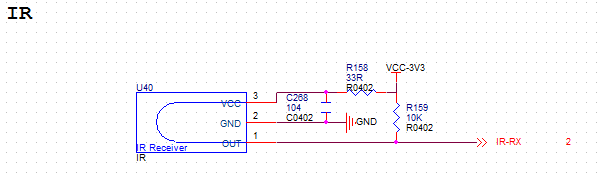 IR
U40
VCC
3
GND
2
OUT
1
IR Receiver
IR
C268
104
C0402
R158
33R
R0402
VCC-3V3
GND
R159
10K
R0402
IR-RX
2